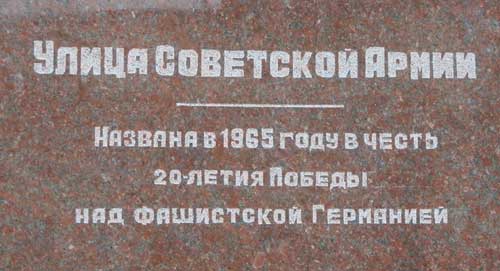 Улица Советской Армии
Названа в 1965 году в честь
20-летия Победы
над фашистской Германией